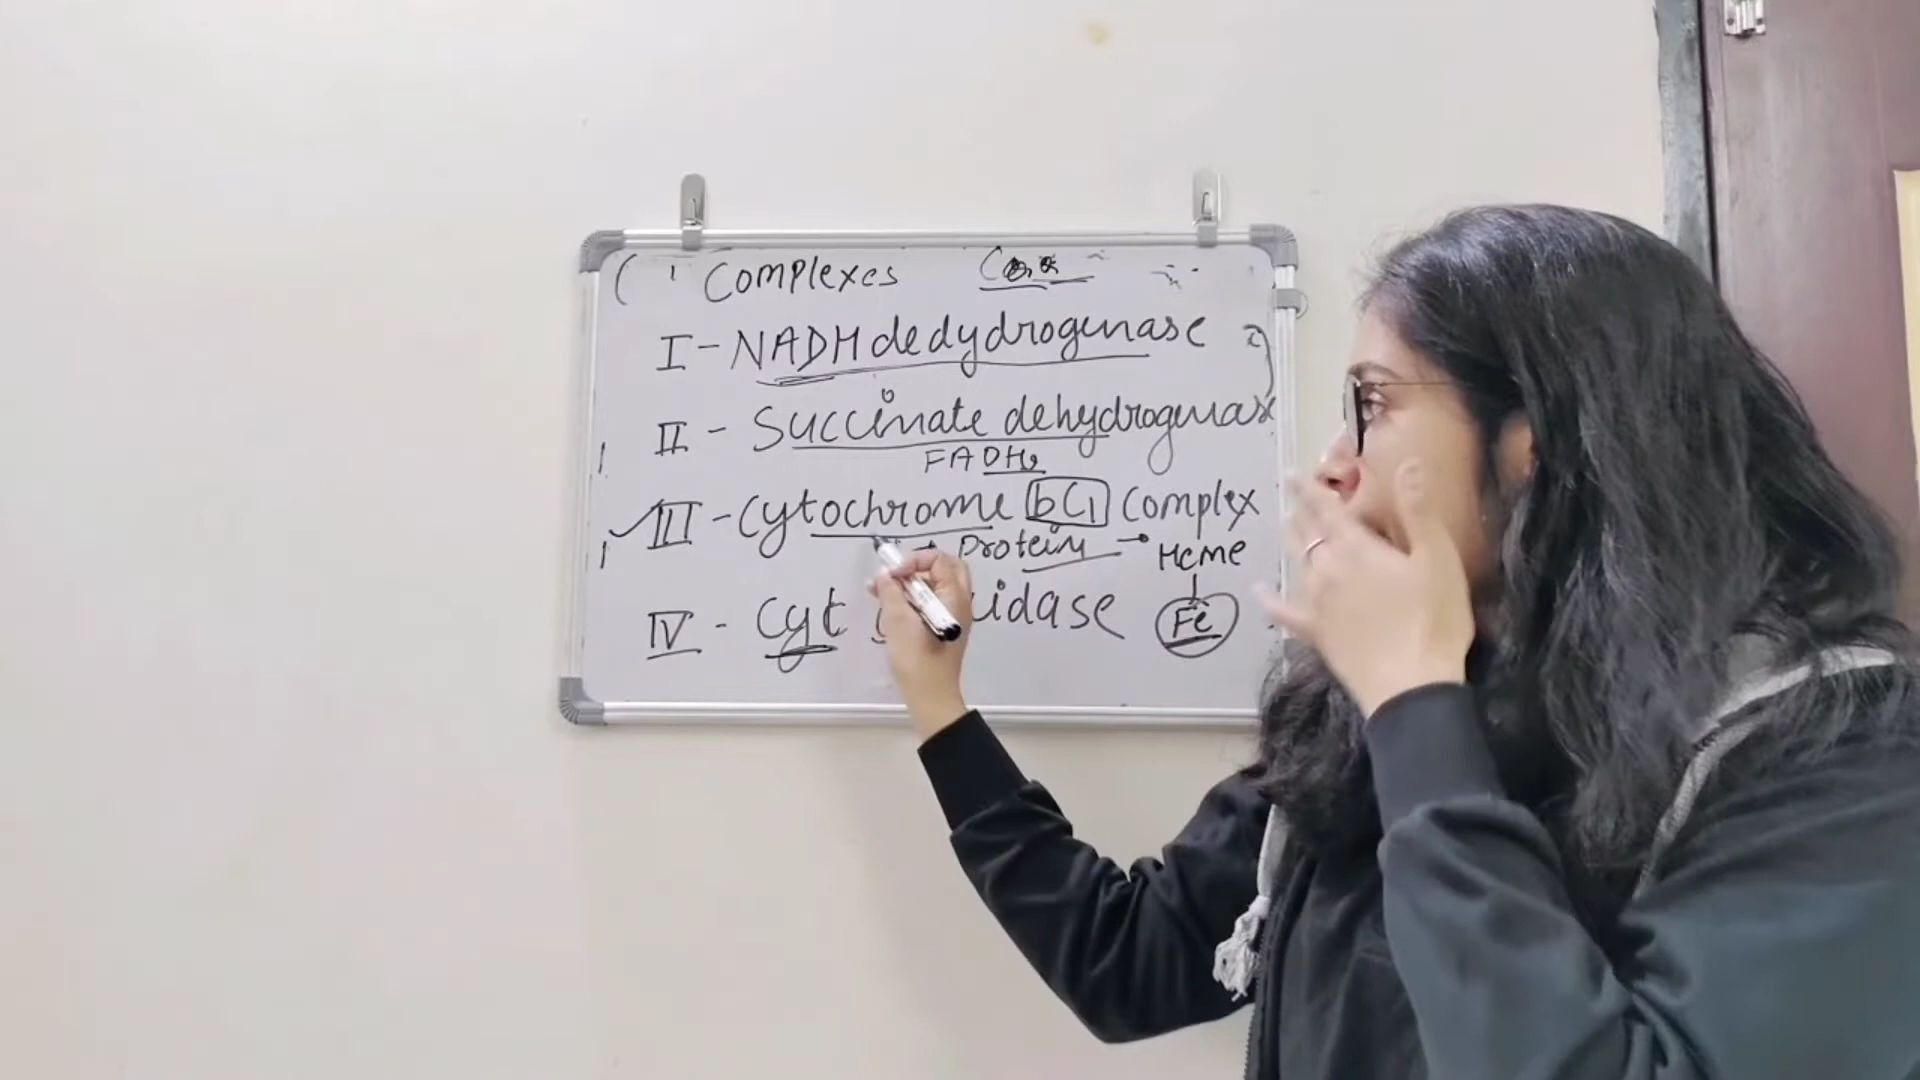 Complexes
I - NADH dedydrogenase
II - Succinate dehydrogenase
FADH₂
III - Cytochrome bC1 Complex
→ Protein → Heme
↓
IV - Cyt idase Fe